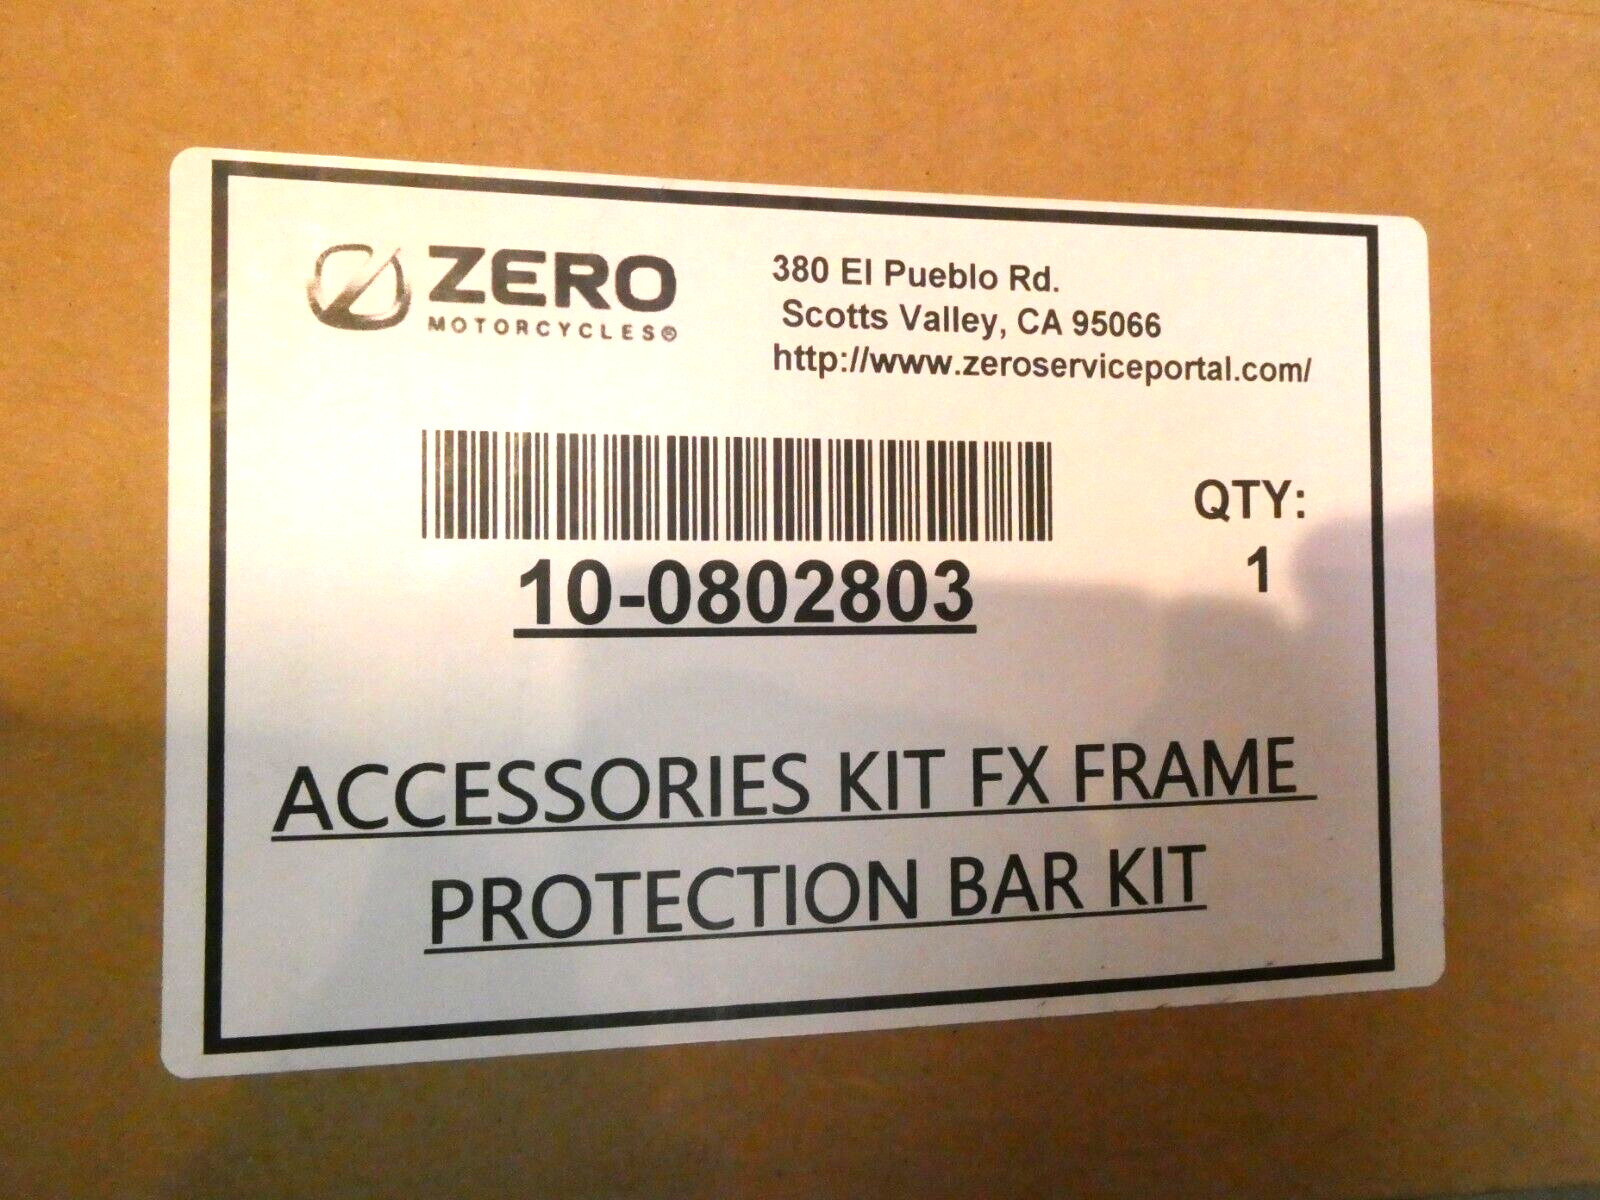 ZERO
MOTORCYCLES®
380 El Pueblo Rd.
Scotts Valley, CA 95066
http://www.zeroserviceportal.com/
10-0802803
QTY:
1
ACCESSORIES KIT FX FRAME
PROTECTION BAR KIT